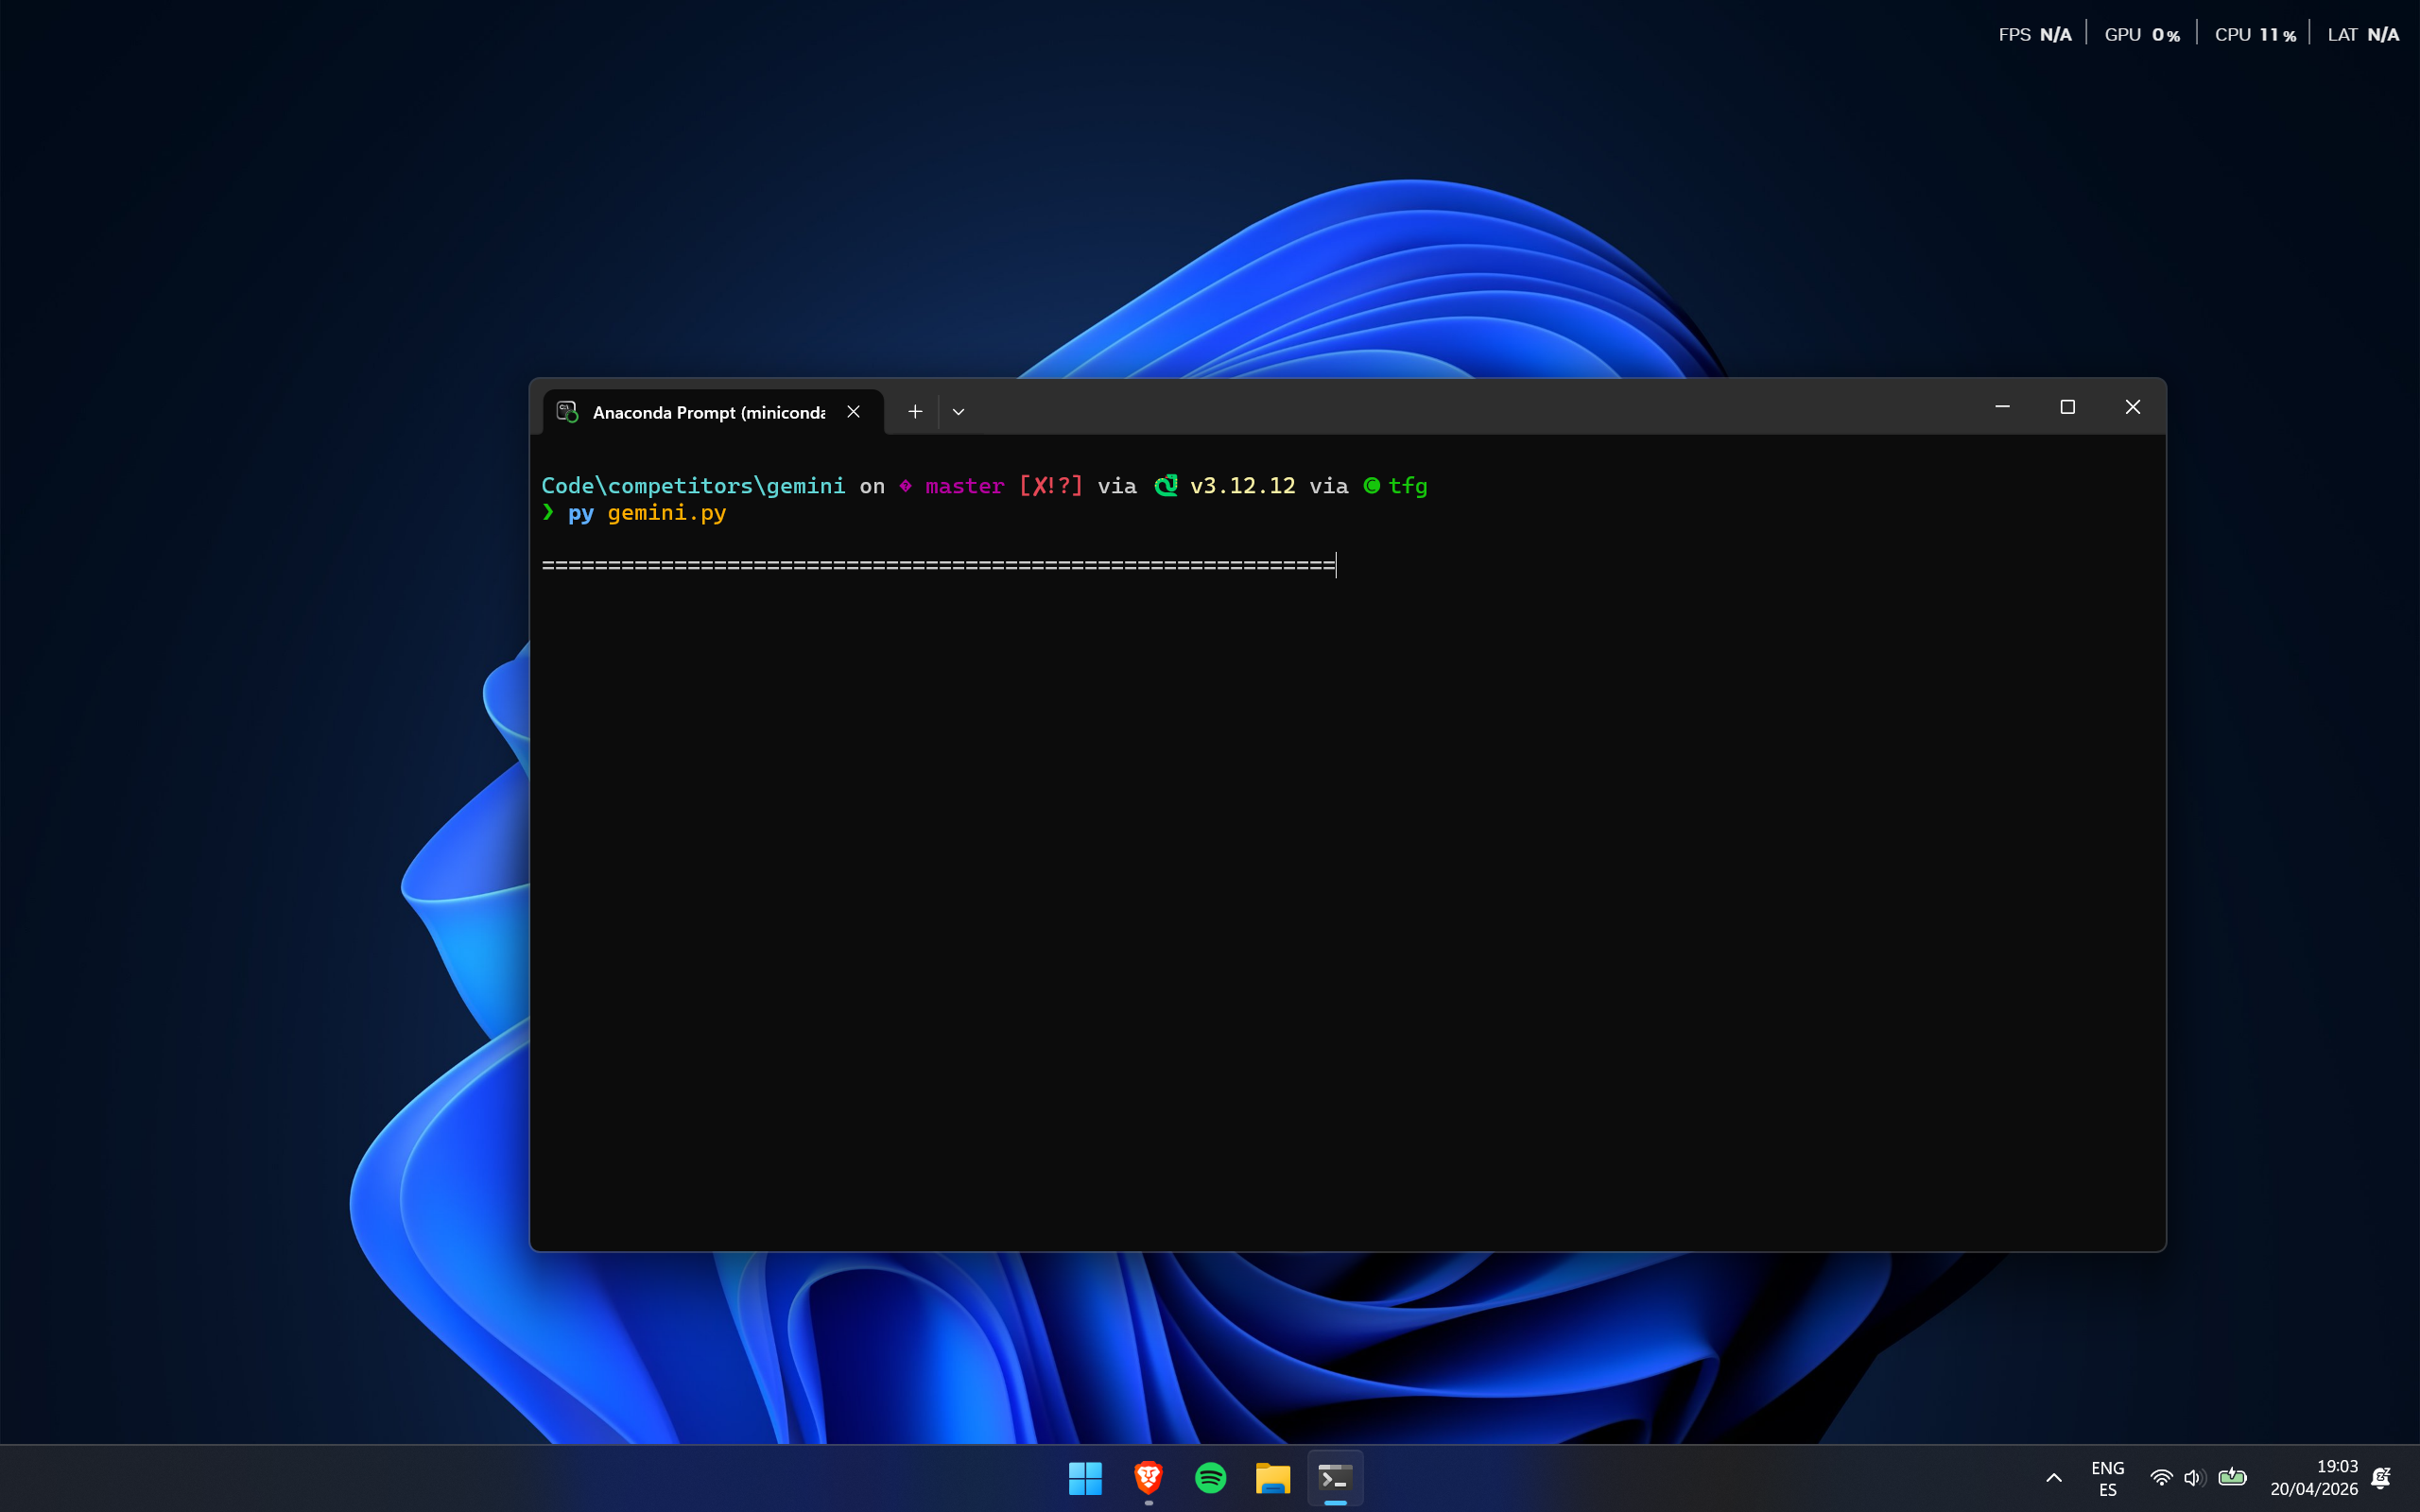 FPS N/A | GPU 0% | CPU 11% | LAT N/A
Anaconda Prompt (miniconda
Code\competitors\gemini on master [✗!?] via v3.12.12 via tfg
❯ py gemini.py
============================================================
ENG
ES
19:03
20/04/2026